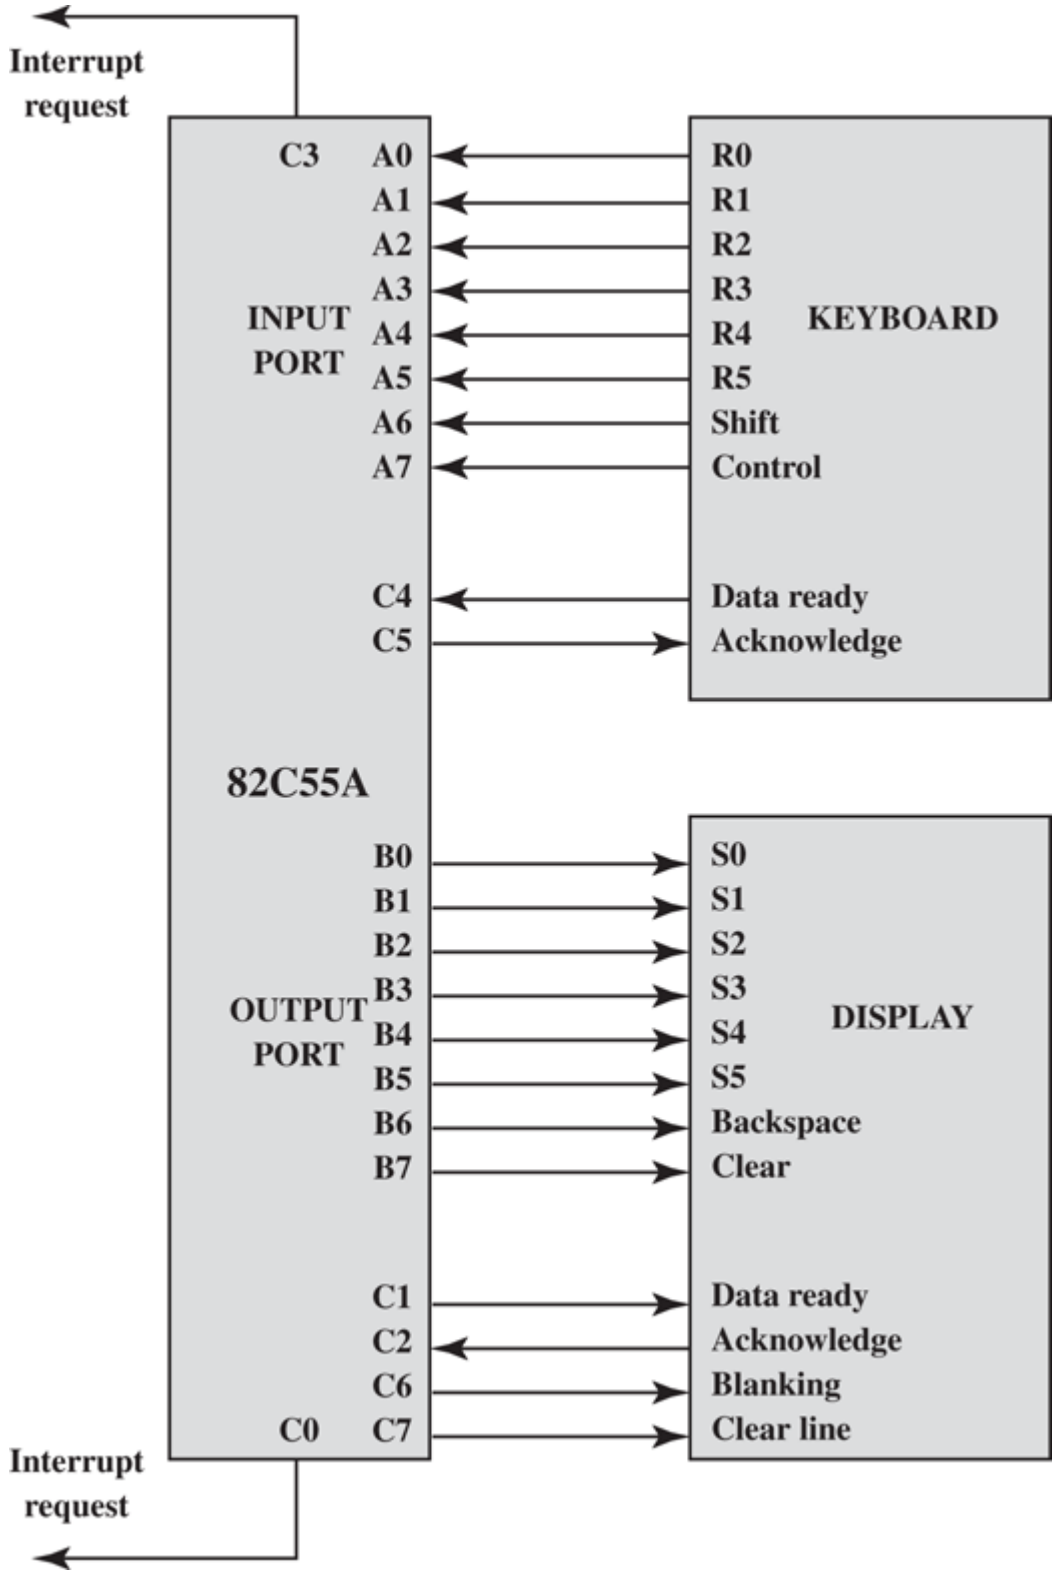 Interrupt
request
C3 A0 R0
A1 R1
A2 R2
A3 R3
INPUT
PORT
KEYBOARD
A4 R4
A5 R5
A6 Shift
A7 Control
C4 Data ready
C5 Acknowledge
82C55A
B0 S0
B1 S1
B2 S2
B3 S3
OUTPUT
PORT
DISPLAY
B4 S4
B5 S5
B6 Backspace
B7 Clear
C1 Data ready
C2 Acknowledge
C6 Blanking
C0 C7 Clear line
Interrupt
request